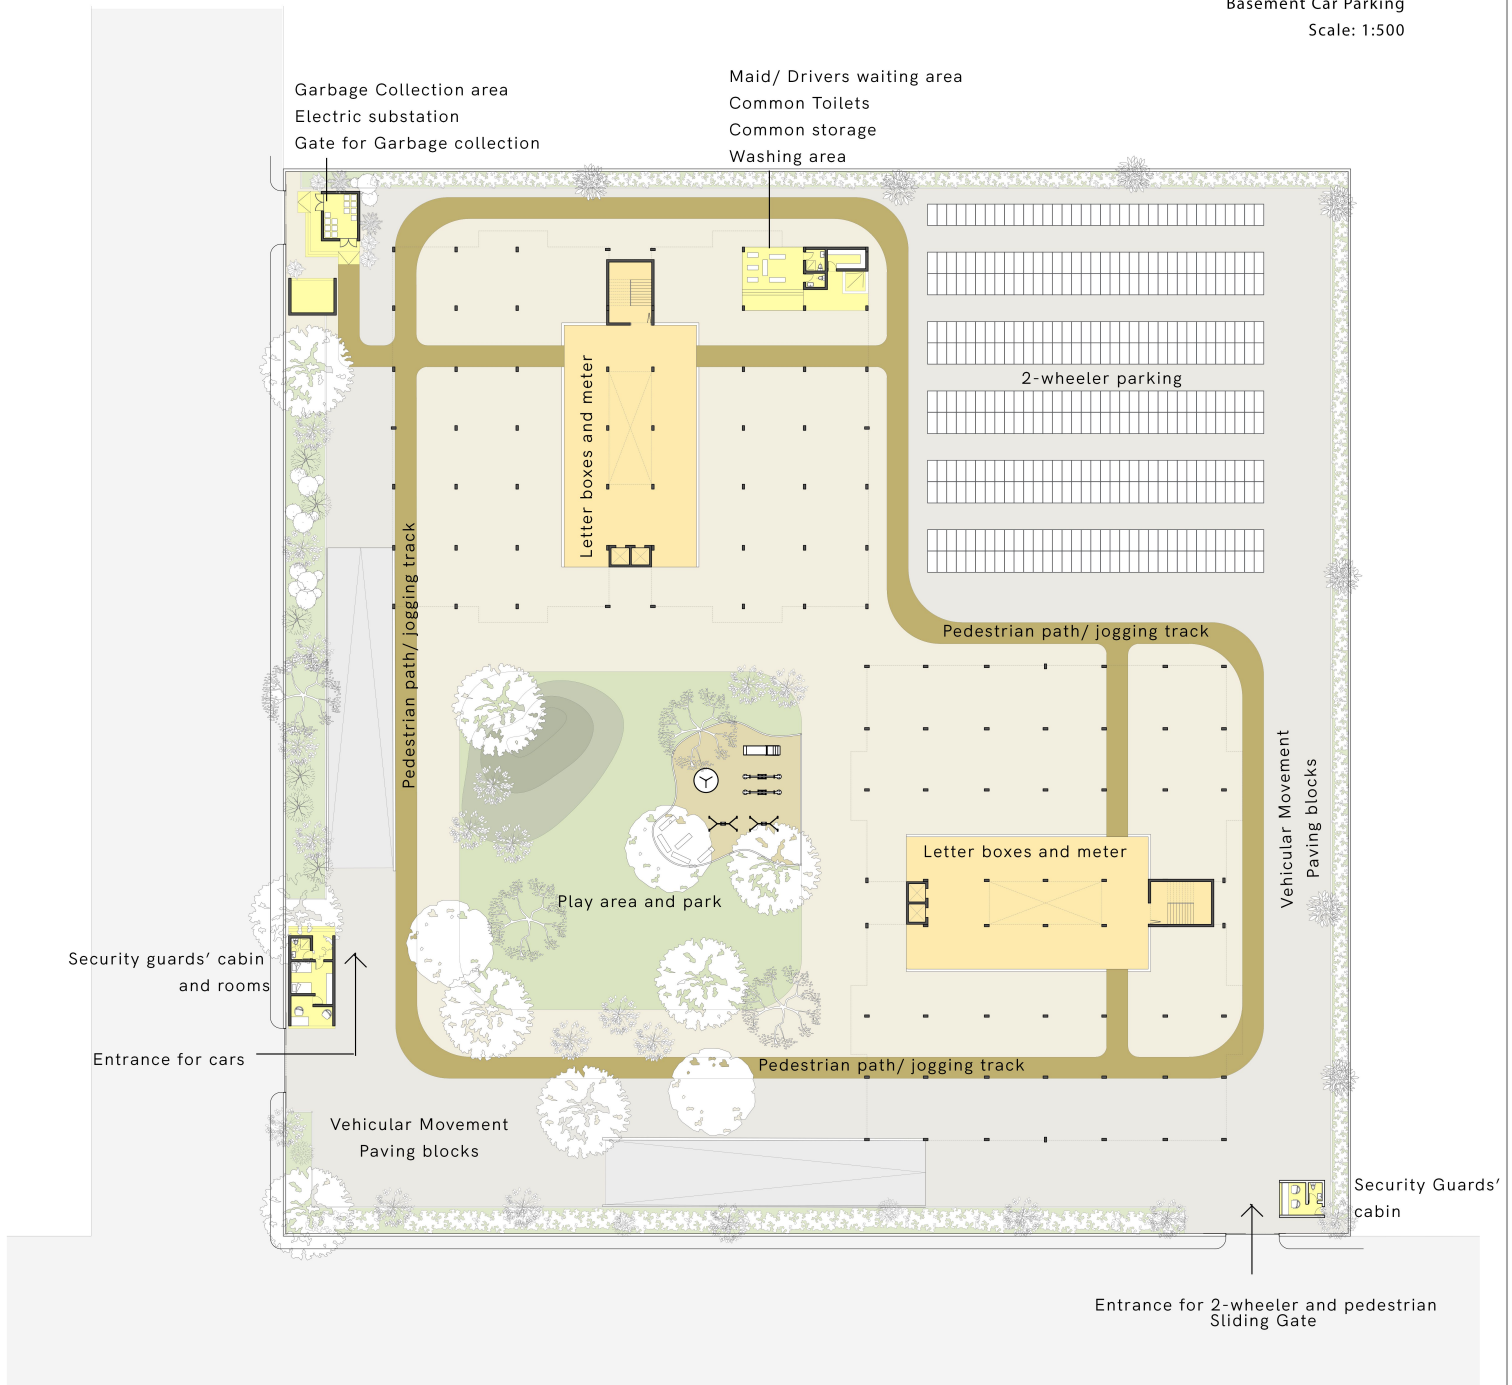 Basement Car Parking
Scale: 1:500
Garbage Collection area
Electric substation
Gate for Garbage collection
Maid/ Drivers waiting area
Common Toilets
Common storage
Washing area
2-wheeler parking
Letter boxes and meter
Pedestrian path/ jogging track
Pedestrian path/ jogging track
Vehicular Movement
Paving blocks
Letter boxes and meter
Play area and park
Security guards’ cabin
and rooms
Entrance for cars
Pedestrian path/ jogging track
Vehicular Movement
Paving blocks
Security Guards’
cabin
Entrance for 2-wheeler and pedestrian
Sliding Gate